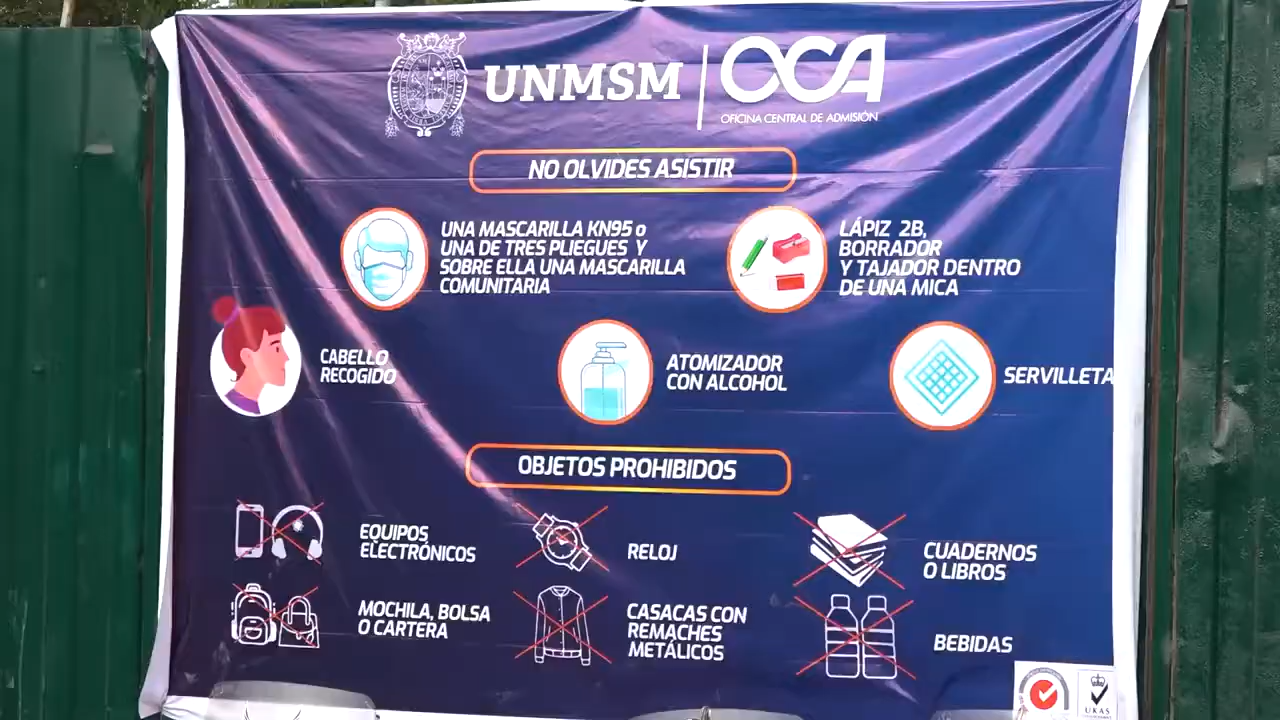 UNMSM
OCA
OFICINA CENTRAL DE ADMISIÓN
NO OLVIDES ASISTIR
UNA MASCARILLA KN95 o
UNA DE TRES PLIEGUES Y
SOBRE ELLA UNA MASCARILLA
COMUNITARIA
LÁPIZ 2B,
BORRADOR
Y TAJADOR DENTRO
DE UNA MICA
CABELLO
RECOGIDO
ATOMIZADOR
CON ALCOHOL
SERVILLETA
OBJETOS PROHIBIDOS
EQUIPOS
ELECTRÓNICOS
RELOJ
CUADERNOS
O LIBROS
MOCHILA, BOLSA
O CARTERA
CASACAS CON
REMACHES
METÁLICOS
BEBIDAS
UKAS